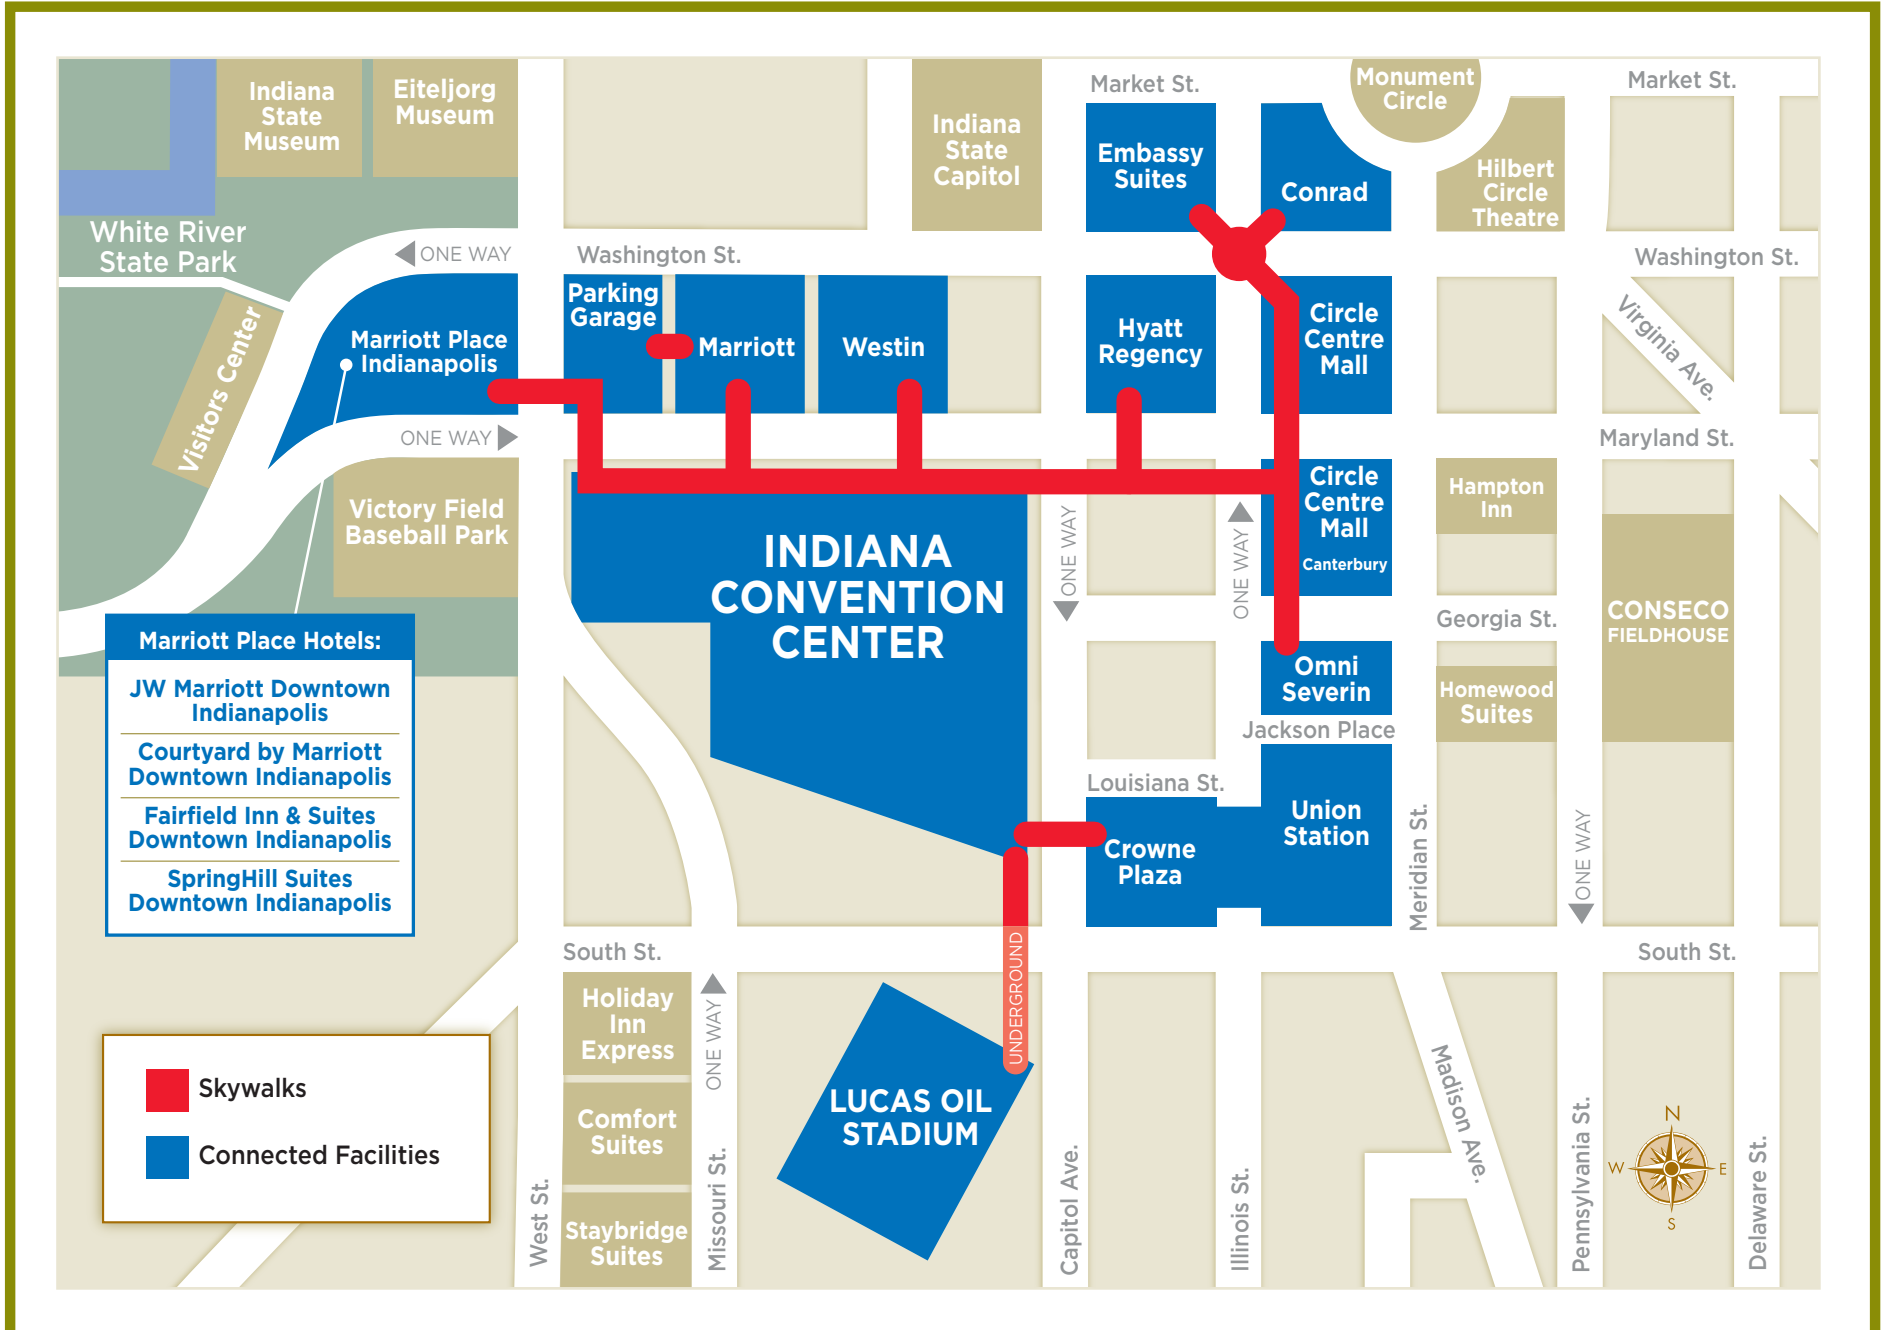 Indiana
State
Museum
Eiteljorg
Museum
Indiana
State
Capitol
Market St.
Monument
Circle
Market St.
Embassy
Suites
Conrad
Hilbert
Circle
Theatre
White River
State Park
ONE WAY
Washington St.
Washington St.
Visitors Center
Marriott Place
Indianapolis
Parking
Garage
Marriott
Westin
Hyatt
Regency
Circle
Centre
Mall
Virginia Ave.
ONE WAY
Maryland St.
Victory Field
Baseball Park
INDIANA
CONVENTION
CENTER
ONE WAY
ONE WAY
Circle
Centre
Mall
Canterbury
Hampton
Inn
Georgia St.
CONSECO
FIELDHOUSE
Marriott Place Hotels:
JW Marriott Downtown
Indianapolis
Courtyard by Marriott
Downtown Indianapolis
Fairfield Inn & Suites
Downtown Indianapolis
SpringHill Suites
Downtown Indianapolis
Omni
Severin
Homewood
Suites
Jackson Place
Louisiana St.
Crowne
Plaza
Union
Station
Meridian St.
ONE WAY
South St.
UNDERGROUND
South St.
Holiday
Inn
Express
ONE WAY
Comfort
Suites
Staybridge
Suites
LUCAS OIL
STADIUM
Skywalks
Connected Facilities
West St.
Missouri St.
Capitol Ave.
Illinois St.
Madison Ave.
Pennsylvania St.
Delaware St.
N
W
E
S